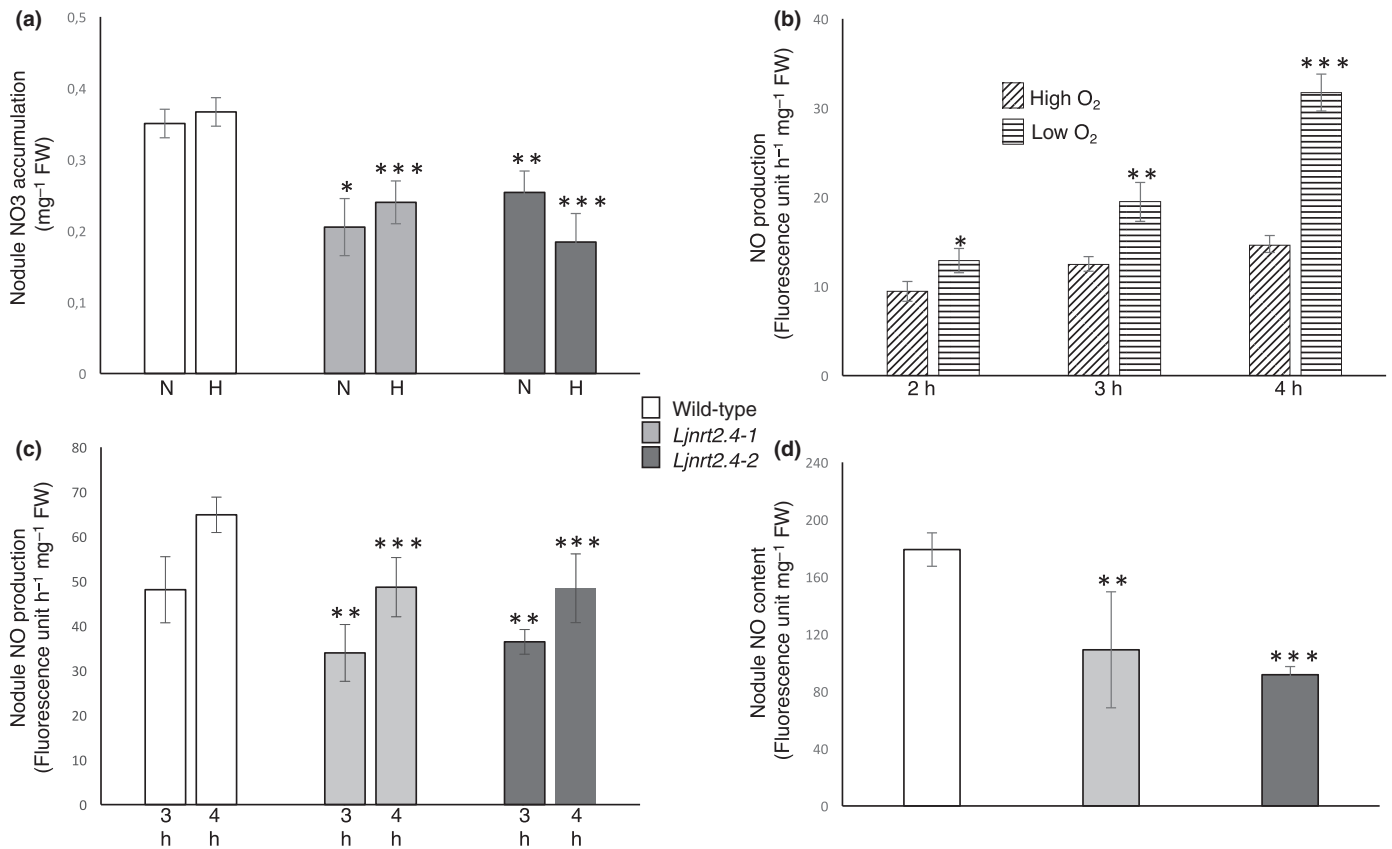 (a)
Nodule NO3 accumulation
(mg⁻¹ FW)
0,5
0,4
0,3
0,2
0,1
0
* *** ** ***
N H N H N H
(b)
NO production
(Fluorescence unit h⁻¹ mg⁻¹ FW)
40
30
20
10
0
High O₂
Low O₂
* ** ***
2 h 3 h 4 h
Wild-type
Ljnrt2.4-1
Ljnrt2.4-2
(c)
Nodule NO production
(Fluorescence unit h⁻¹ mg⁻¹ FW)
80
70
60
50
40
30
20
10
0
** *** ** ***
3 4 3 4 3 4
h h h h h h
(d)
Nodule NO content
(Fluorescence unit mg⁻¹ FW)
240
200
160
120
80
40
0
** ***